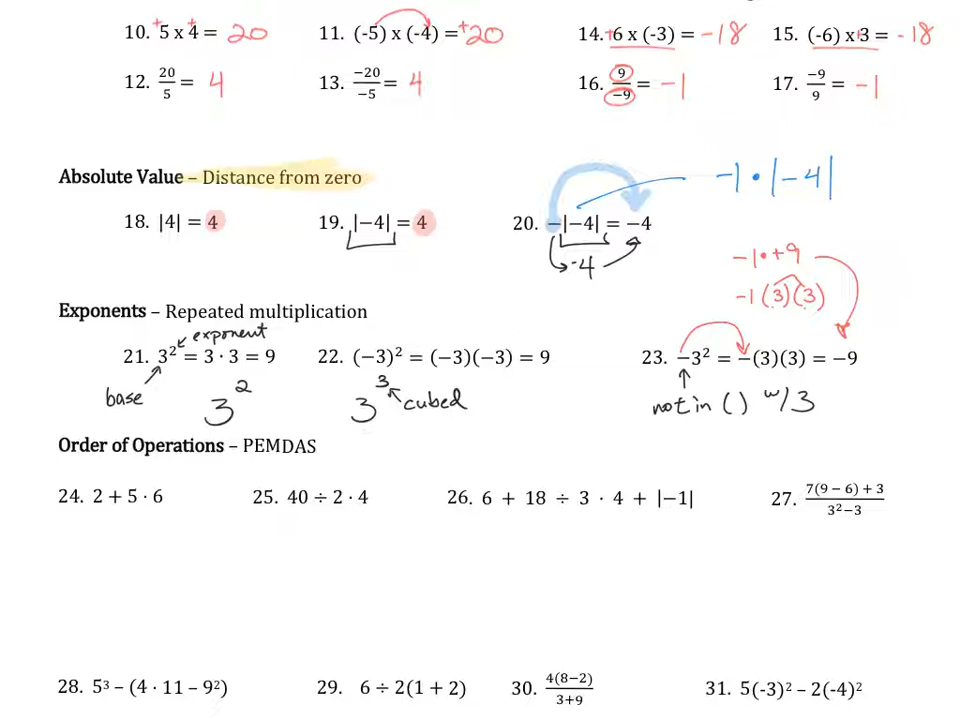 10. +5 x +4 = 20 11. (-5) x (-4) = +20 14. +6 x (-3) = -18 15. (-6) x 3 = -18
12. 20/5 = 4 13. −20/−5 = 4 16. 9/−9 = -1 17. −9/9 = -1
Absolute Value – Distance from zero
-1 • |-4|
18. |4| = 4 19. |−4| = 4 20. −|−4| = −4
-4
-1 • +9
-1 (3)(3)
Exponents – Repeated multiplication
exponent
21. 3² = 3 · 3 = 9 22. (−3)² = (−3)(−3) = 9 23. −3² = −(3)(3) = −9
base 3² 3³ cubed not in ( ) w/ 3
Order of Operations – PEMDAS
24. 2 + 5 · 6 25. 40 ÷ 2 · 4 26. 6 + 18 ÷ 3 · 4 + |−1| 27. 7(9 − 6) + 3 / 3²−3
28. 5³ – (4 · 11 – 9²) 29. 6 ÷ 2(1 + 2) 30. 4(8−2) / 3+9 31. 5(-3)² – 2(-4)²